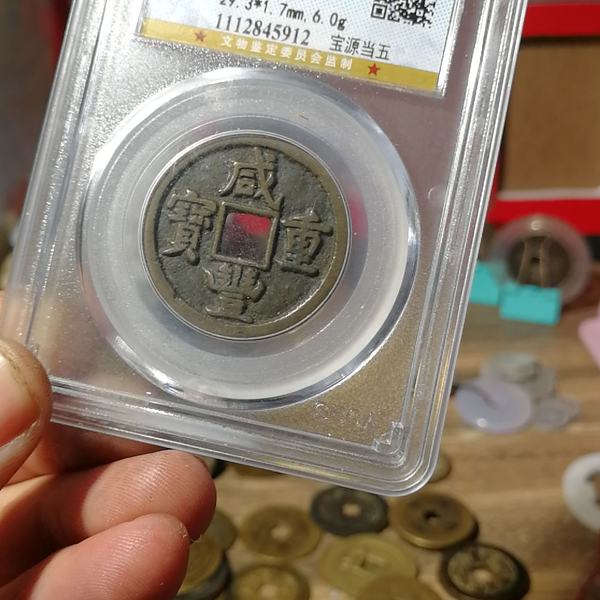 29.3*1.7mm,6.0g
1112845912 宝源当五
★ 文物鉴定委员会监制 ★
咸豐重寶